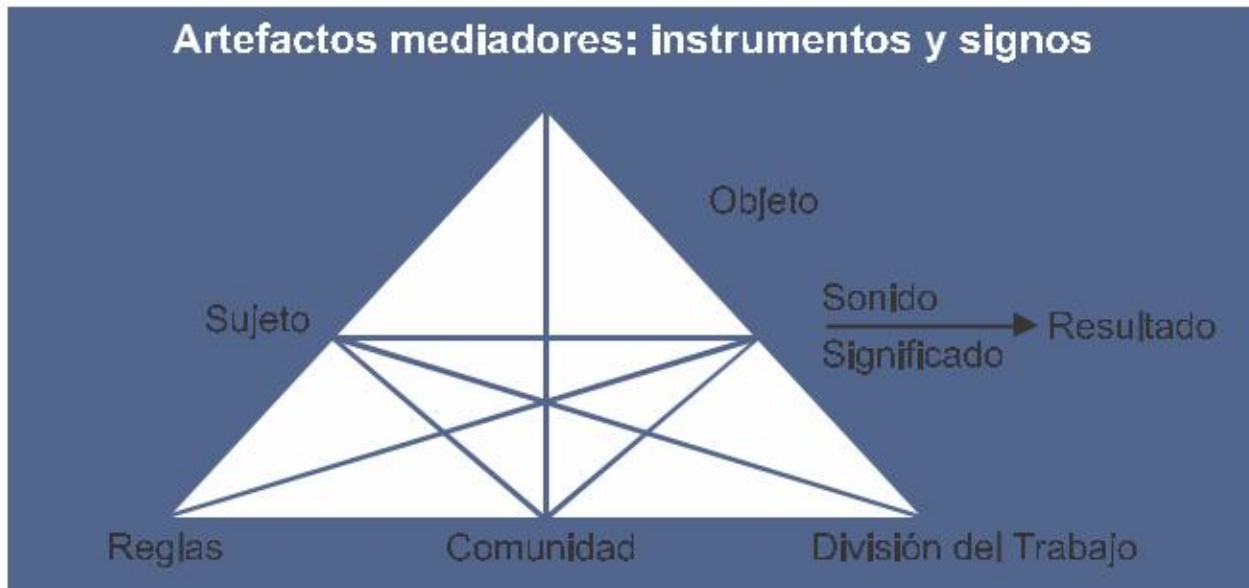 Artefactos mediadores: instrumentos y signos
Objeto
Sujeto
Sonido
Resultado
Significado
Reglas
Comunidad
División del Trabajo